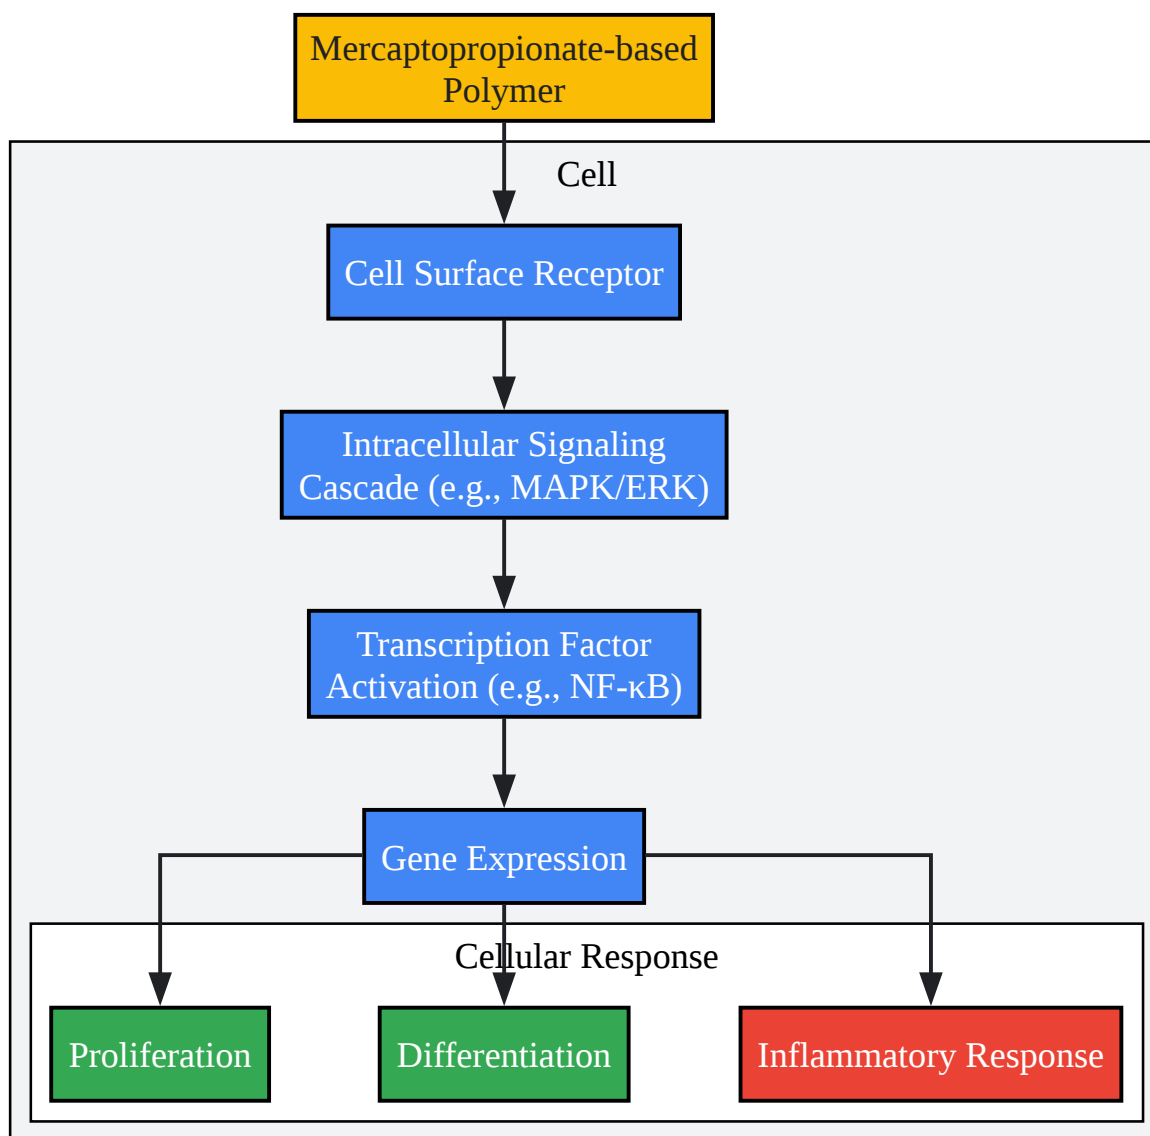 Mercaptopropionate-based
Polymer
Cell
Cell Surface Receptor
Intracellular Signaling
Cascade (e.g., MAPK/ERK)
Transcription Factor
Activation (e.g., NF-κB)
Gene Expression
Cellular Response
Proliferation
Differentiation
Inflammatory Response